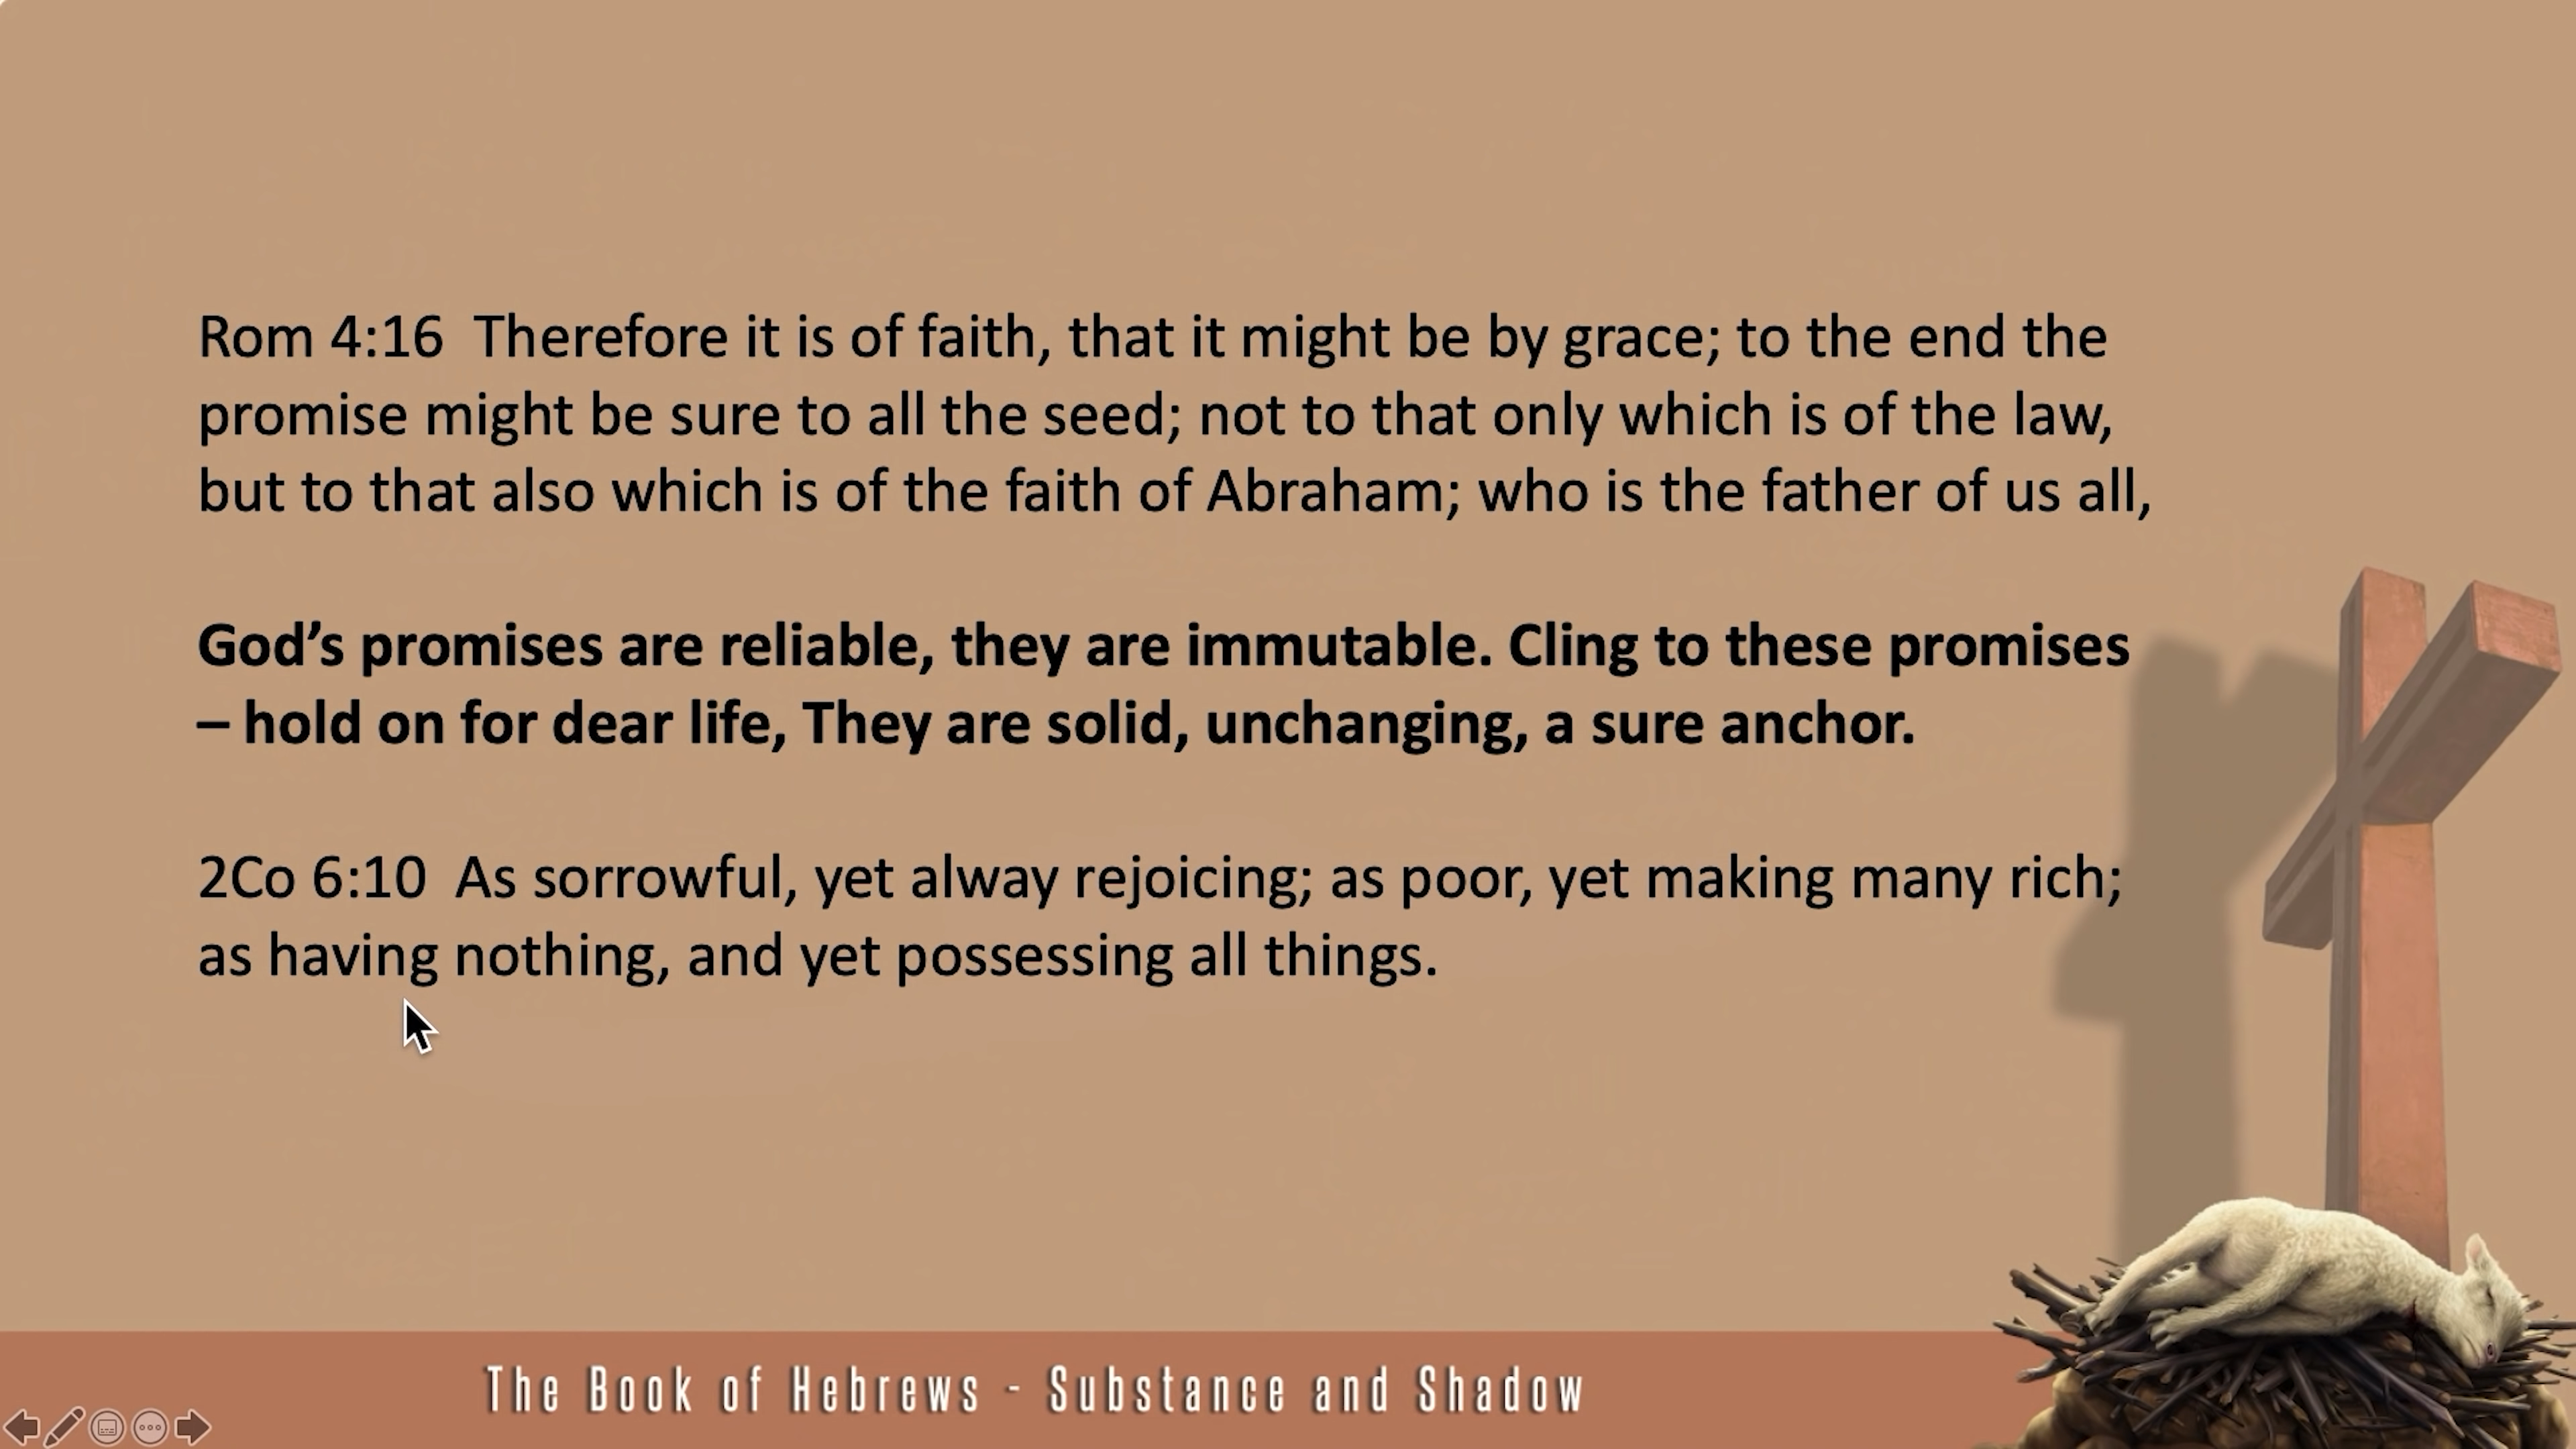 Rom 4:16  Therefore it is of faith, that it might be by grace; to the end the
promise might be sure to all the seed; not to that only which is of the law,
but to that also which is of the faith of Abraham; who is the father of us all,
God’s promises are reliable, they are immutable. Cling to these promises
– hold on for dear life, They are solid, unchanging, a sure anchor.
2Co 6:10  As sorrowful, yet alway rejoicing; as poor, yet making many rich;
as having nothing, and yet possessing all things.
The Book of Hebrews - Substance and Shadow